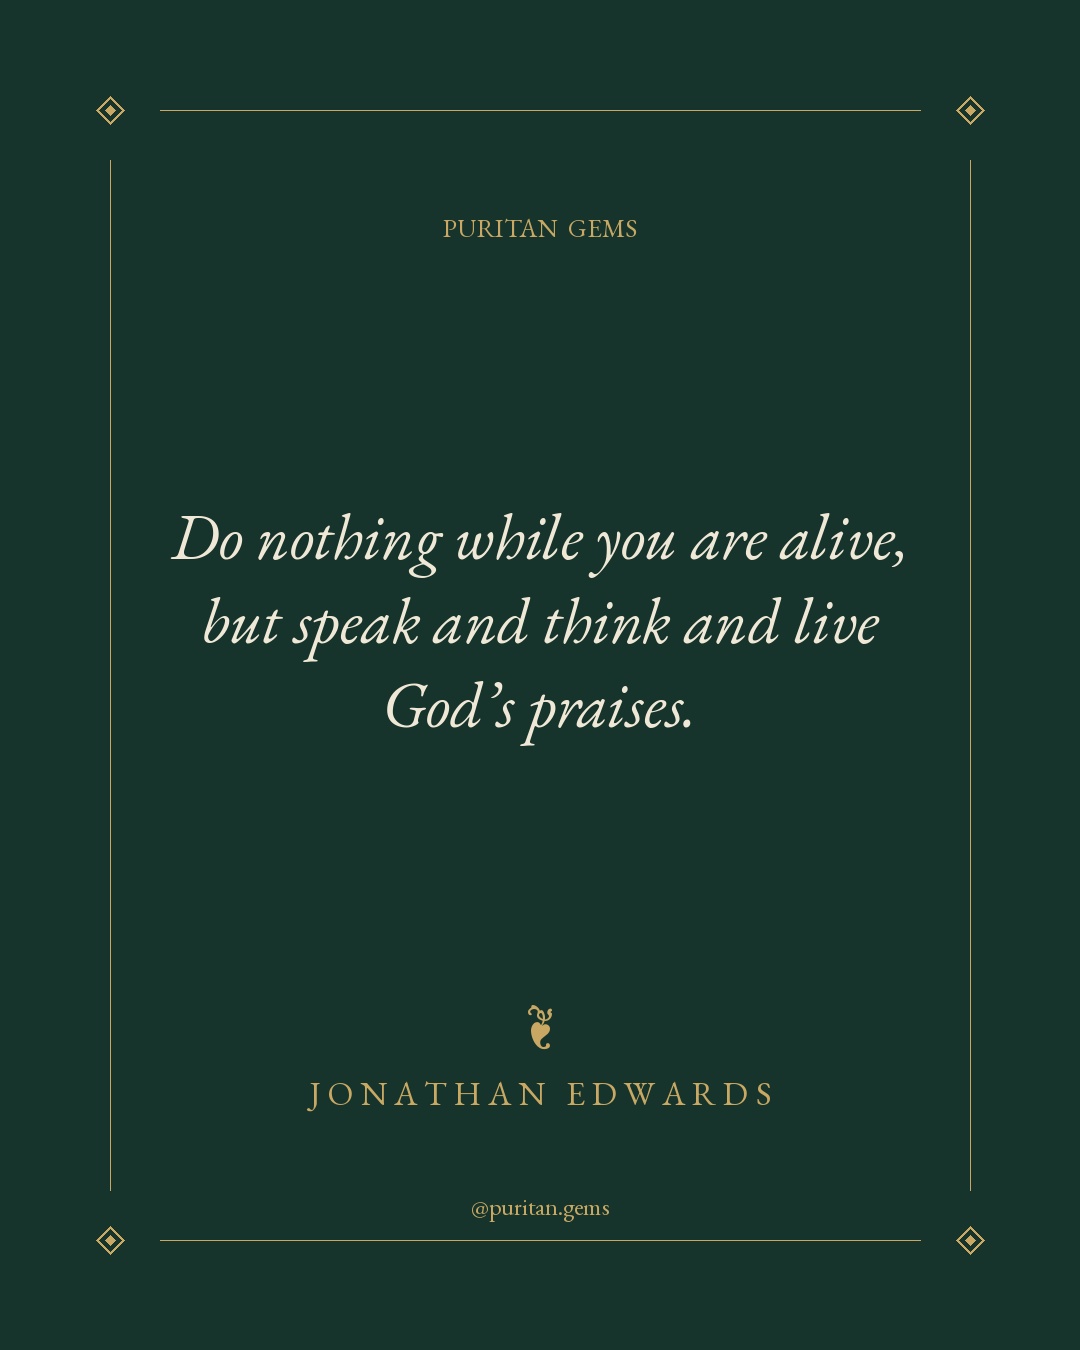 PURITAN GEMS
Do nothing while you are alive,
but speak and think and live
God’s praises.
JONATHAN EDWARDS
@puritan.gems